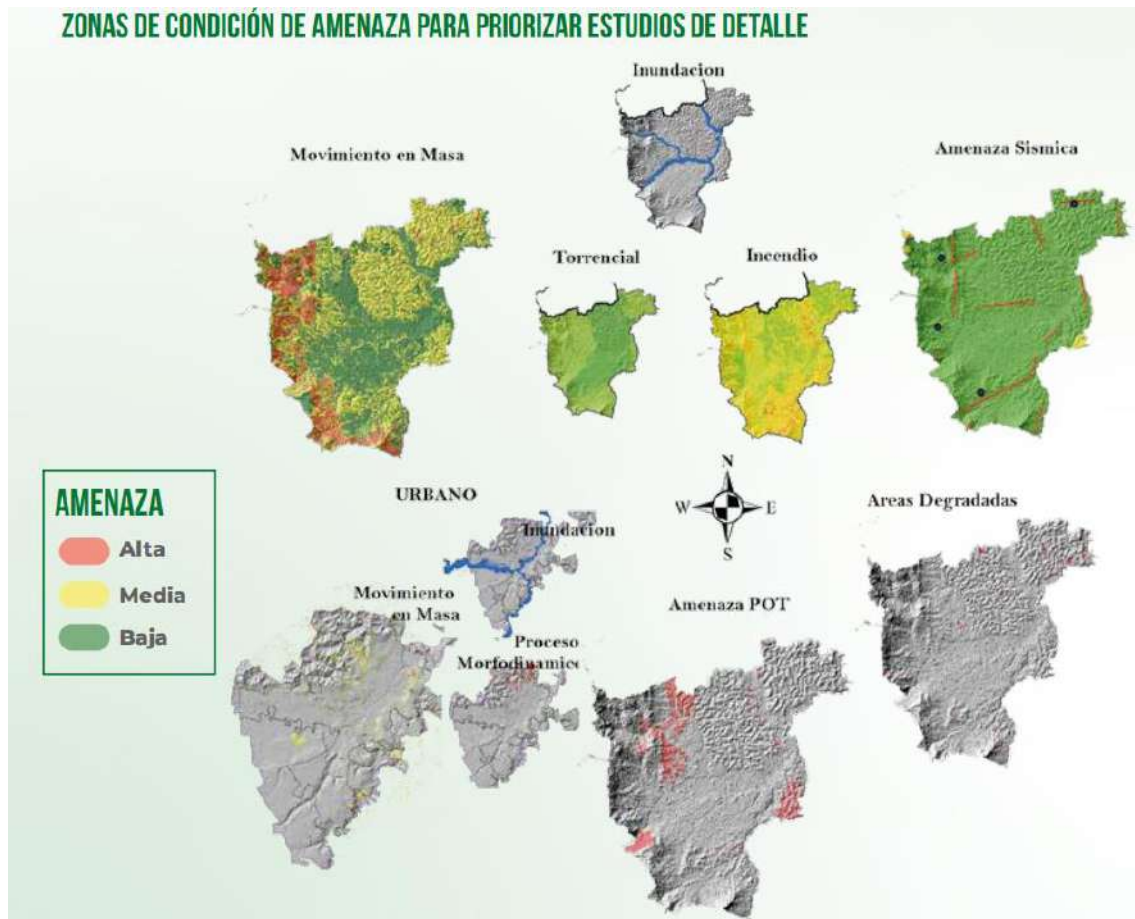 ZONAS DE CONDICIÓN DE AMENAZA PARA PRIORIZAR ESTUDIOS DE DETALLE
Inundacion
Movimiento en Masa
Amenaza Sismica
Torrencial
Incendio
N
W
E
S
URBANO
Inundacion
Areas Degradadas
AMENAZA
Alta
Media
Baja
Movimiento
en Masa
Proceso
Morfodinamico
Amenaza POT